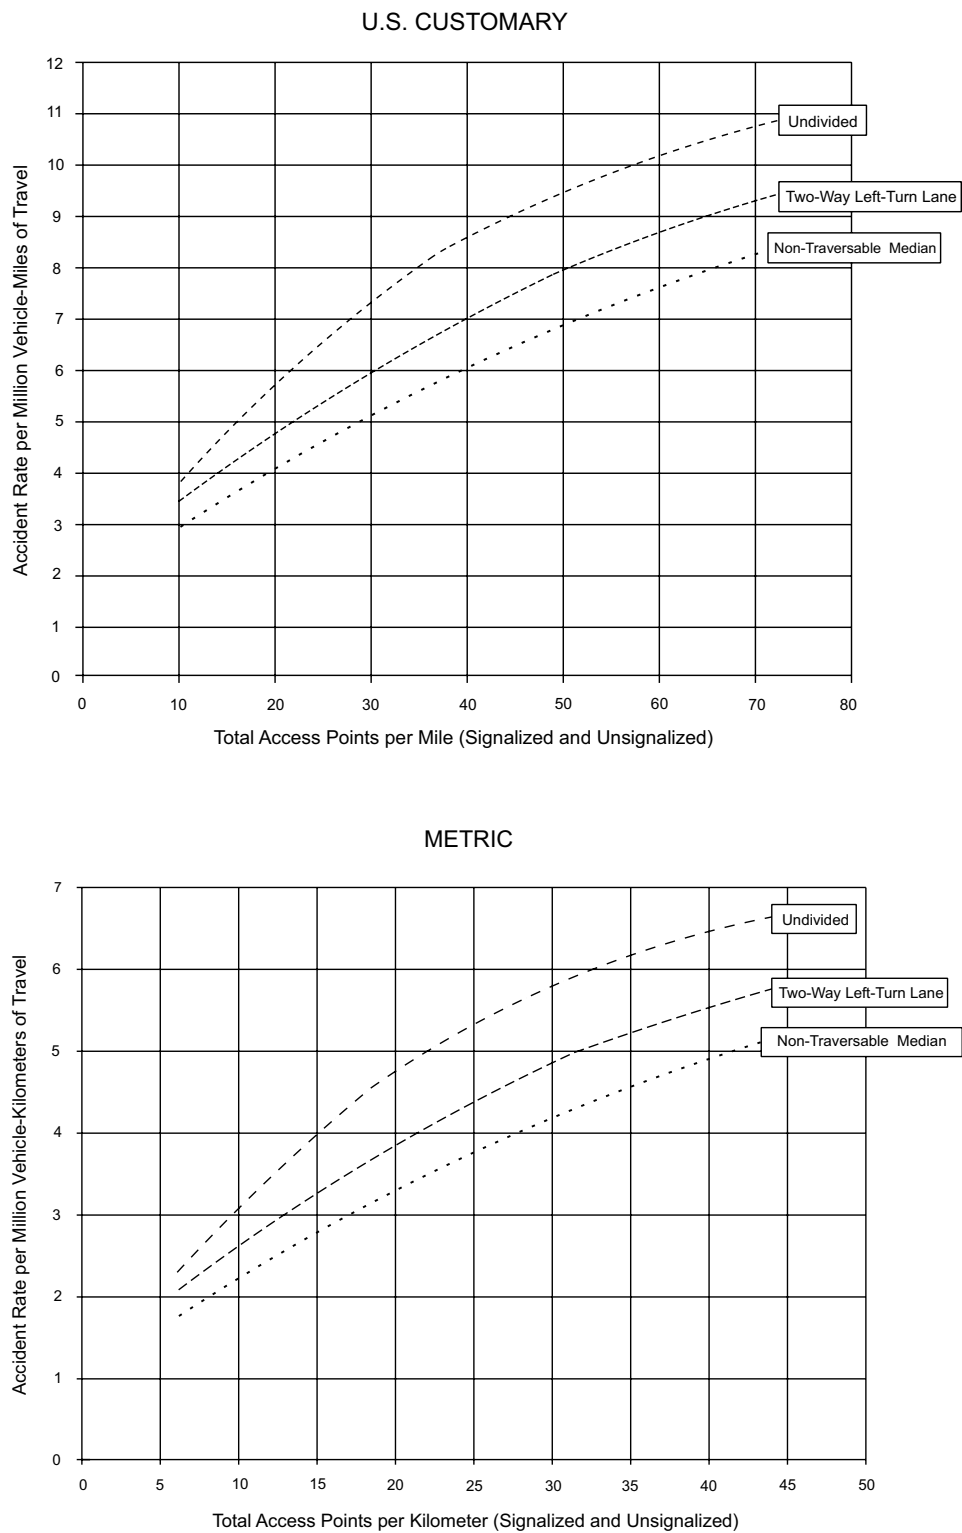 U.S. CUSTOMARY
12
11
10
9
8
7
6
5
4
3
2
1
0
Accident Rate per Million Vehicle-Miles of Travel
Undivided
Two-Way Left-Turn Lane
Non-Traversable Median
0 10 20 30 40 50 60 70 80
Total Access Points per Mile (Signalized and Unsignalized)
METRIC
7
6
5
4
3
2
1
0
Accident Rate per Million Vehicle-Kilometers of Travel
Undivided
Two-Way Left-Turn Lane
Non-Traversable Median
0 5 10 15 20 25 30 35 40 45 50
Total Access Points per Kilometer (Signalized and Unsignalized)